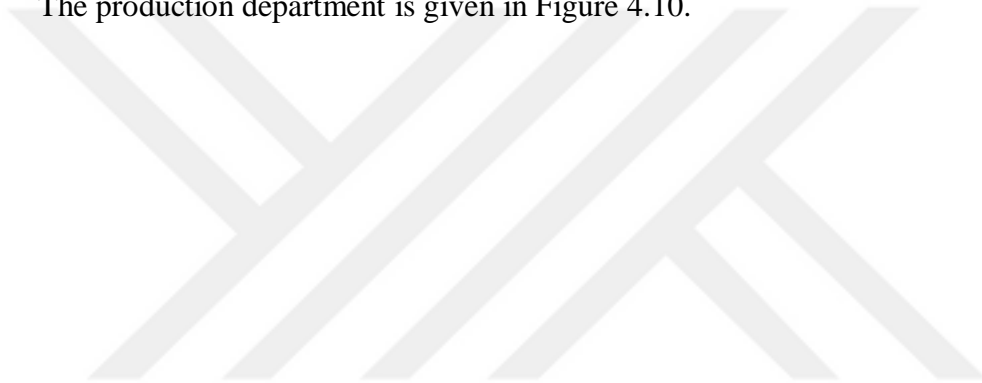 The production department is given in Figure 4.10.